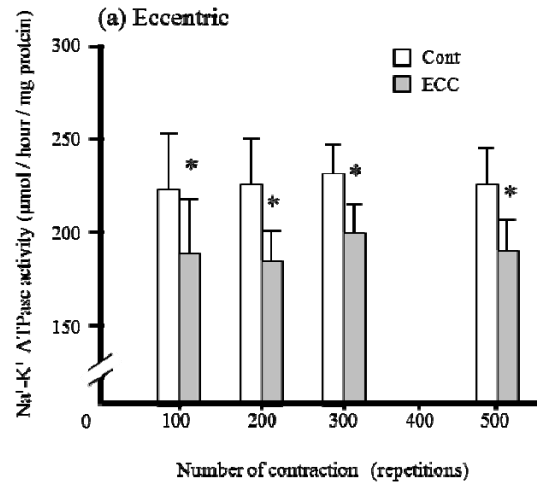 (a) Eccentric
300
250
200
150
0
100
200
300
400
500
Cont
ECC
*
*
*
*
Na⁺-K⁺ ATPase activity (μmol / hour / mg protein)
Number of contraction (repetitions)